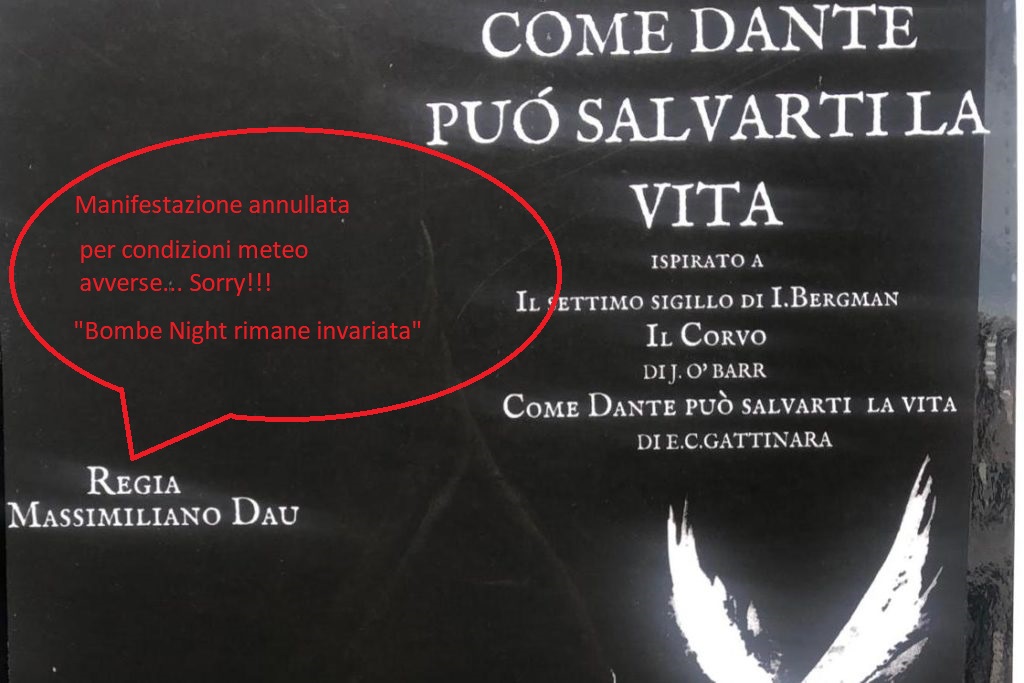 COME DANTE
PUÓ SALVARTI LA
VITA
ISPIRATO A
IL SETTIMO SIGILLO DI I.BERGMAN
IL CORVO
DI J. O' BARR
COME DANTE PUÒ SALVARTI LA VITA
DI E.C.GATTINARA
Manifestazione annullata
per condizioni meteo
avverse... Sorry!!!
"Bombe Night rimane invariata"
REGIA
MASSIMILIANO DAU